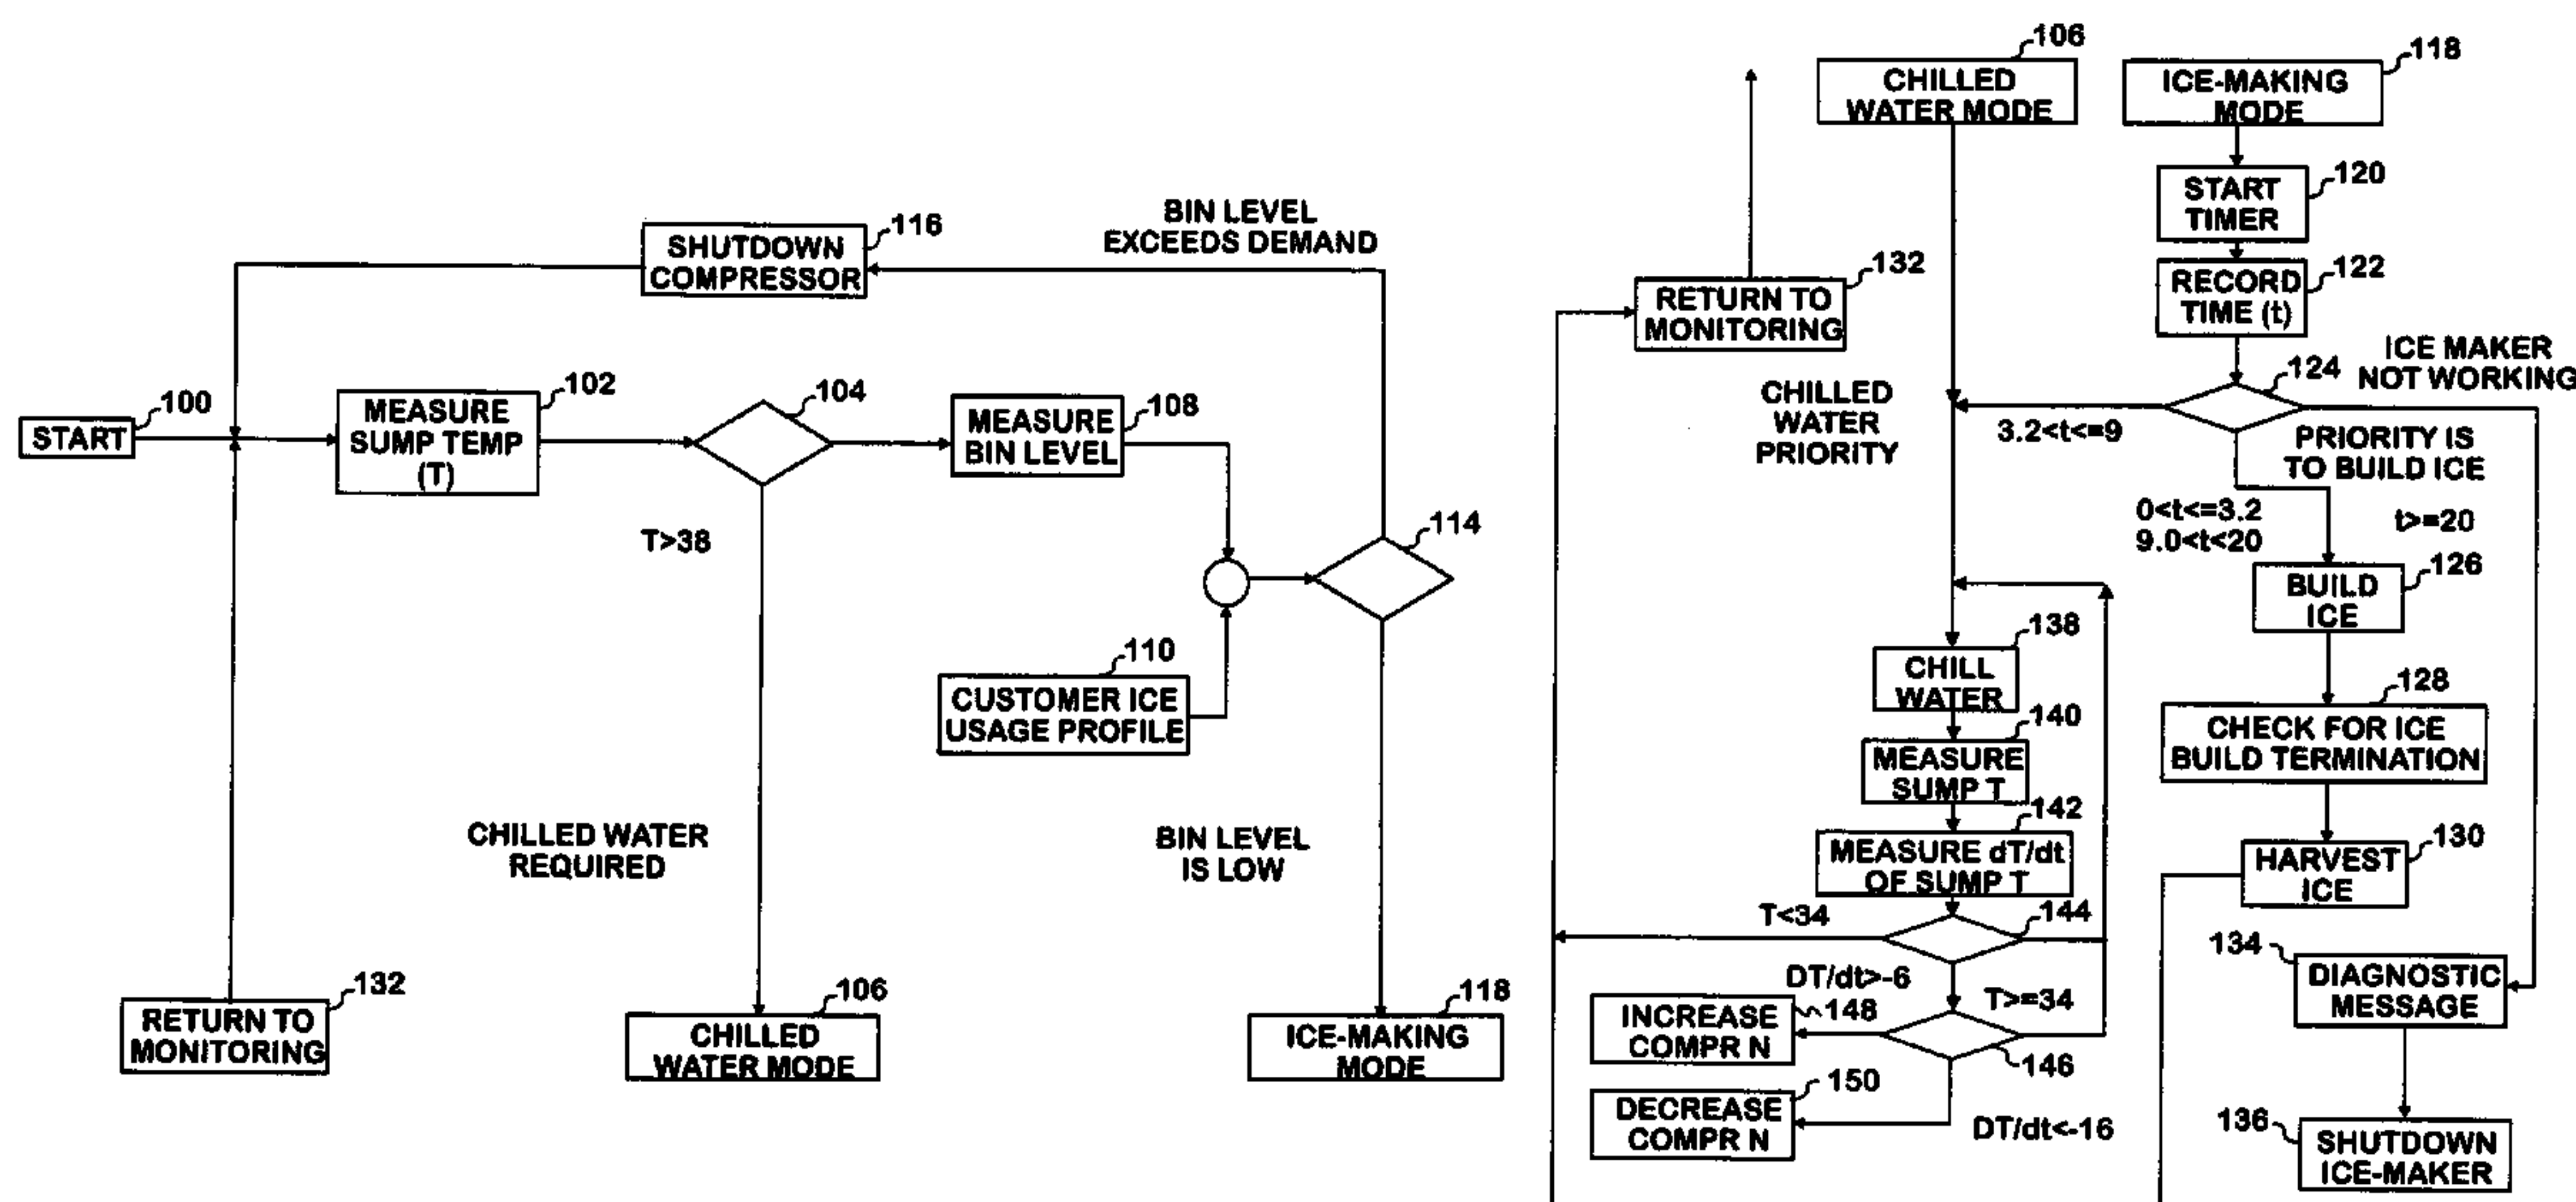 START
100
MEASURE
SUMP TEMP
(T)
102
SHUTDOWN
COMPRESSOR
116
BIN LEVEL
EXCEEDS DEMAND
104
T>38
MEASURE
BIN LEVEL
108
114
110
CUSTOMER ICE
USAGE PROFILE
CHILLED WATER
REQUIRED
BIN LEVEL
IS LOW
RETURN TO
MONITORING
132
CHILLED
WATER MODE
106
ICE-MAKING
MODE
118
CHILLED
WATER MODE
106
ICE-MAKING
MODE
118
START
TIMER
120
RECORD
TIME (t)
122
RETURN TO
MONITORING
132
ICE MAKER
NOT WORKING
124
CHILLED
WATER
PRIORITY
3.2<t<=9
PRIORITY IS
TO BUILD ICE
0<t<=3.2
9.0<t<20
t>=20
BUILD
ICE
126
CHILL
WATER
138
128
CHECK FOR ICE
BUILD TERMINATION
MEASURE
SUMP T
140
MEASURE dT/dt
OF SUMP T
142
HARVEST
ICE
130
T<34
144
DT/dt>-6
T>=34
134
DIAGNOSTIC
MESSAGE
INCREASE
COMPR N
148
146
DECREASE
COMPR N
150
DT/dt<-16
136
SHUTDOWN
ICE-MAKER